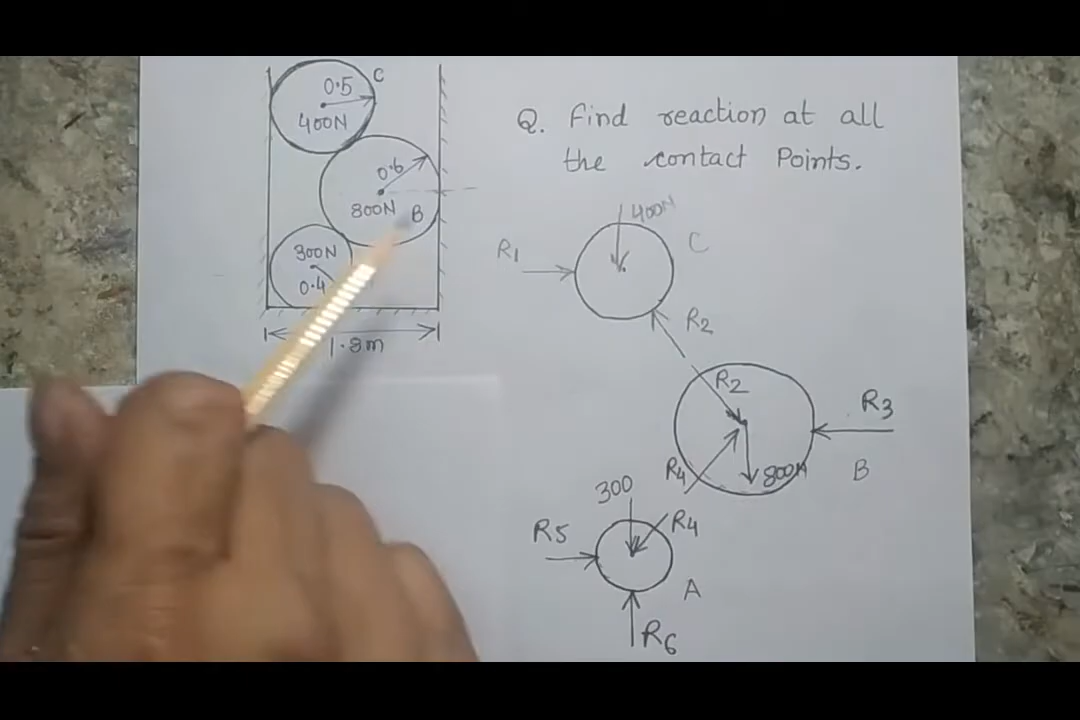 0.5
C
400N
0.6
800N
B
300N
0.4
1.8m
Q. Find reaction at all
the contact Points.
400N
C
R1
R2
R2
R3
R4
800N
B
300
R5
R4
A
R6